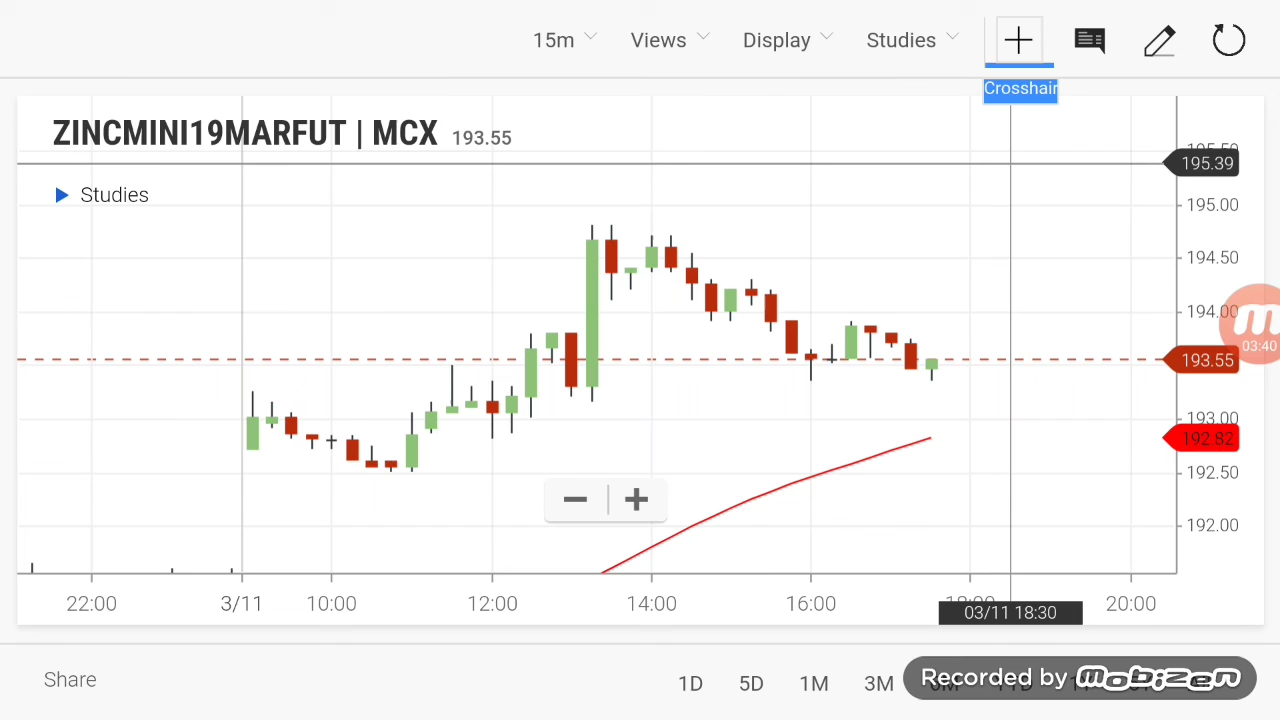 15m Views Display Studies
Crosshair
ZINCMINI19MARFUT | MCX 193.55
195.39
Studies
195.00
194.50
194.00
03:40
193.55
193.00
192.82
192.50
192.00
22:00 3/11 10:00 12:00 14:00 16:00 20:00
03/11 18:30
Share 1D 5D 1M 3M
Recorded by mobizen